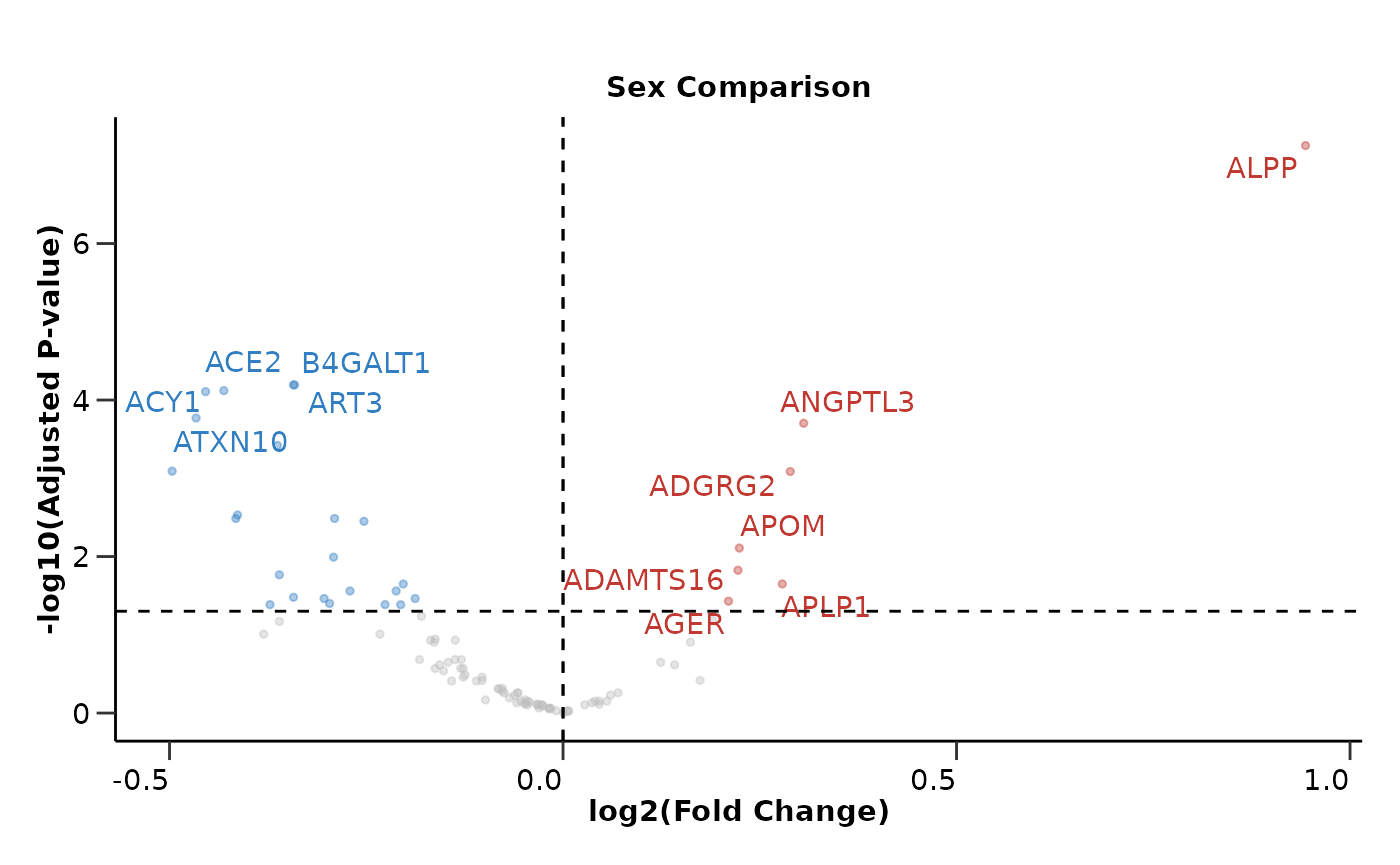 Sex Comparison
ALPP
6
ACE2
B4GALT1
4
ACY1
ART3
ANGPTL3
ATXN10
ADGRG2
APOM
2
ADAMTS16
APLP1
AGER
0
-log10(Adjusted P-value)
-0.5
0.0
0.5
1.0
log2(Fold Change)